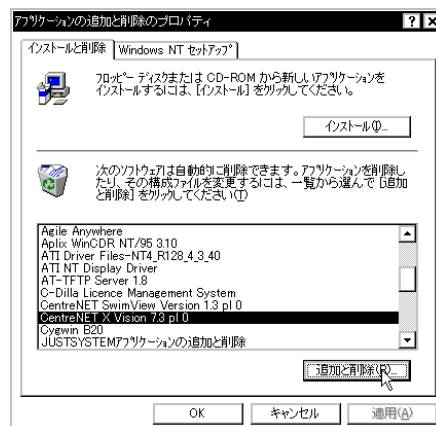 アプリケーションの追加と削除のプロパティ
インストールと削除
Windows NT セットアップ
フロッピー ディスクまたは CD-ROM から新しいアプリケーションを
インストールするには、[インストール] をクリックしてください。
インストール(I)...
次のソフトウェアは自動的に削除できます。アプリケーションを削除し
たり、その構成ファイルを変更するには、一覧から選んで [追加
と削除] をクリックしてください(T)
Agile Anywhere
Aplix WinCDR NT/95 3.10
ATI Driver Files-NT4_R128_4_3_40
ATI NT Display Driver
AT-TFTP Server 1.8
C-Dilla Licence Management System
CentreNET SwimView Version 1.3 pl 0
CentreNET X Vision 7.3 pl 0
Cygwin B20
JUSTSYSTEMアプリケーションの追加と削除
追加と削除(R)...
OK
キャンセル
適用(A)